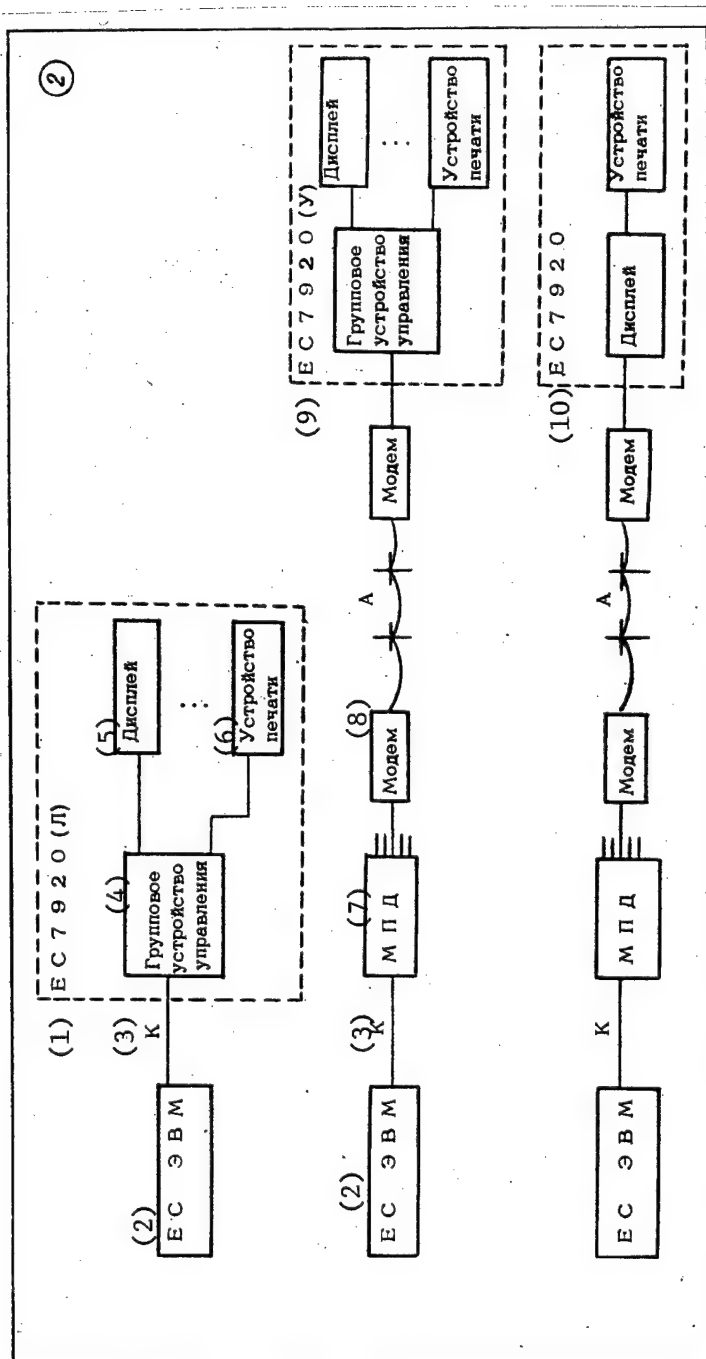 ②
(1) ЕС 7920 (Л)
(2)
ЕС ЭВМ
(3)
К
(4)
Групповое
устройство
управления
(5)
Дисплей
...
(6)
Устройство
печати
(2)
ЕС ЭВМ
(3)
К
(7)
МПД
(8)
Модем
А
Модем
(9)
ЕС 7920 (У)
Групповое
устройство
управления
Дисплей
...
Устройство
печати
ЕС ЭВМ
К
МПД
Модем
А
Модем
(10)
ЕС 7920
Дисплей
Устройство
печати